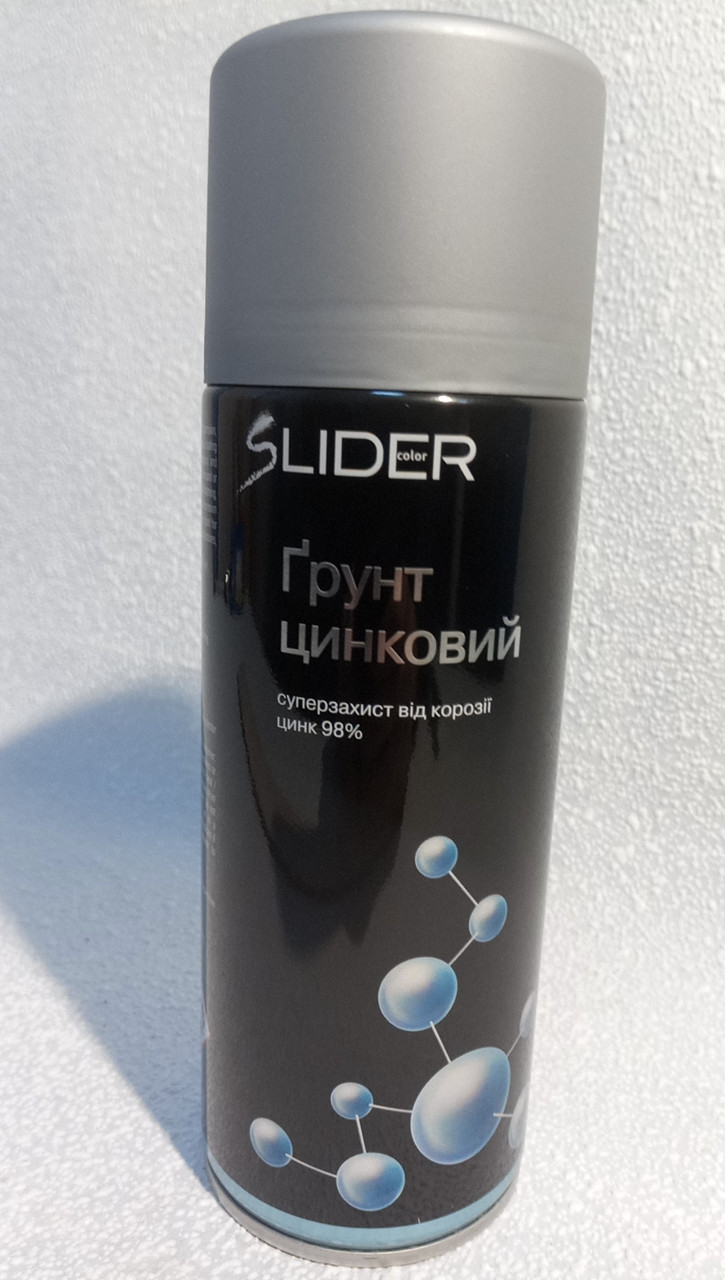 SLIDER
color
Ґрунт
цинковий
суперзахист від корозії
цинк 98%